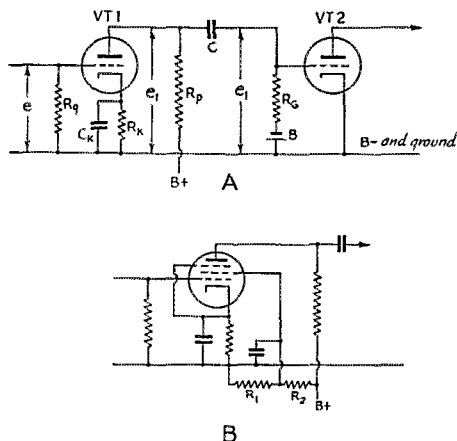 VT1
C
VT2
e
Rg
CK
RK
e1
Rp
e1
RG
B
B+
A
B- and ground
R1
R2
B+
B